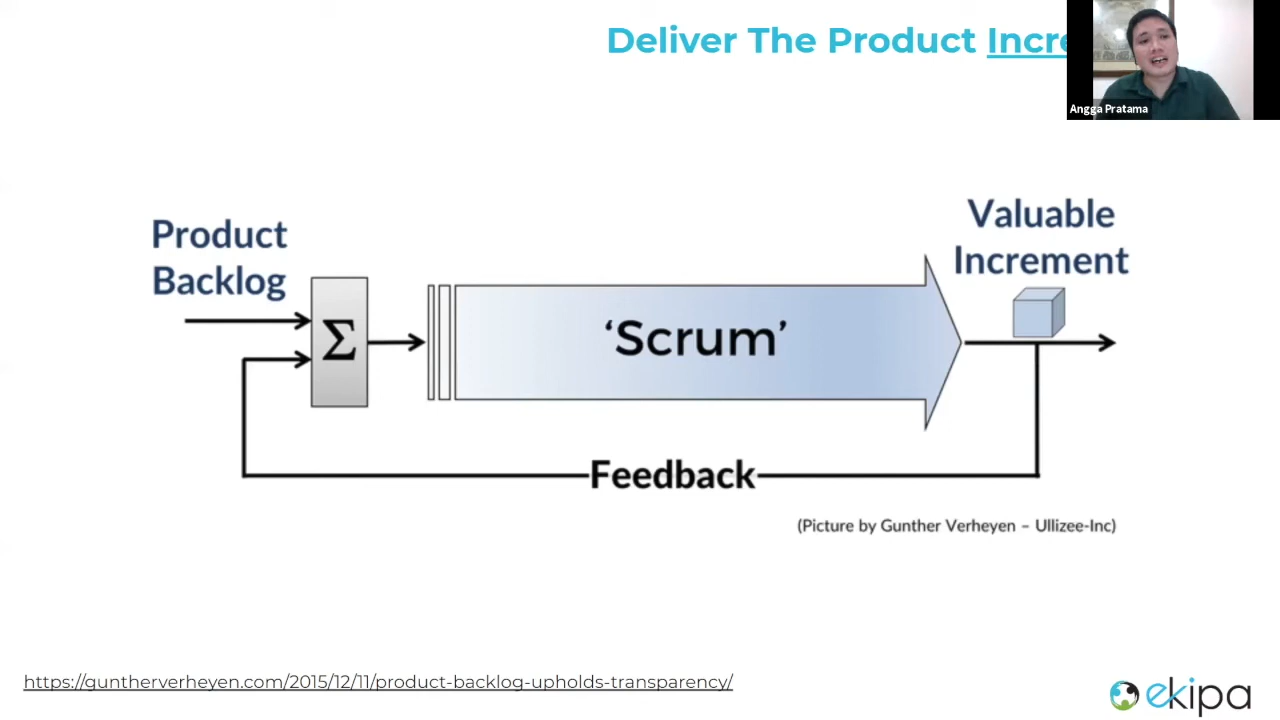 Deliver The Product Incre
Angga Pratama
Product
Backlog
Σ
‘Scrum’
Valuable
Increment
Feedback
(Picture by Gunther Verheyen – Ullizee-Inc)
https://guntherverheyen.com/2015/12/11/product-backlog-upholds-transparency/
ekipa